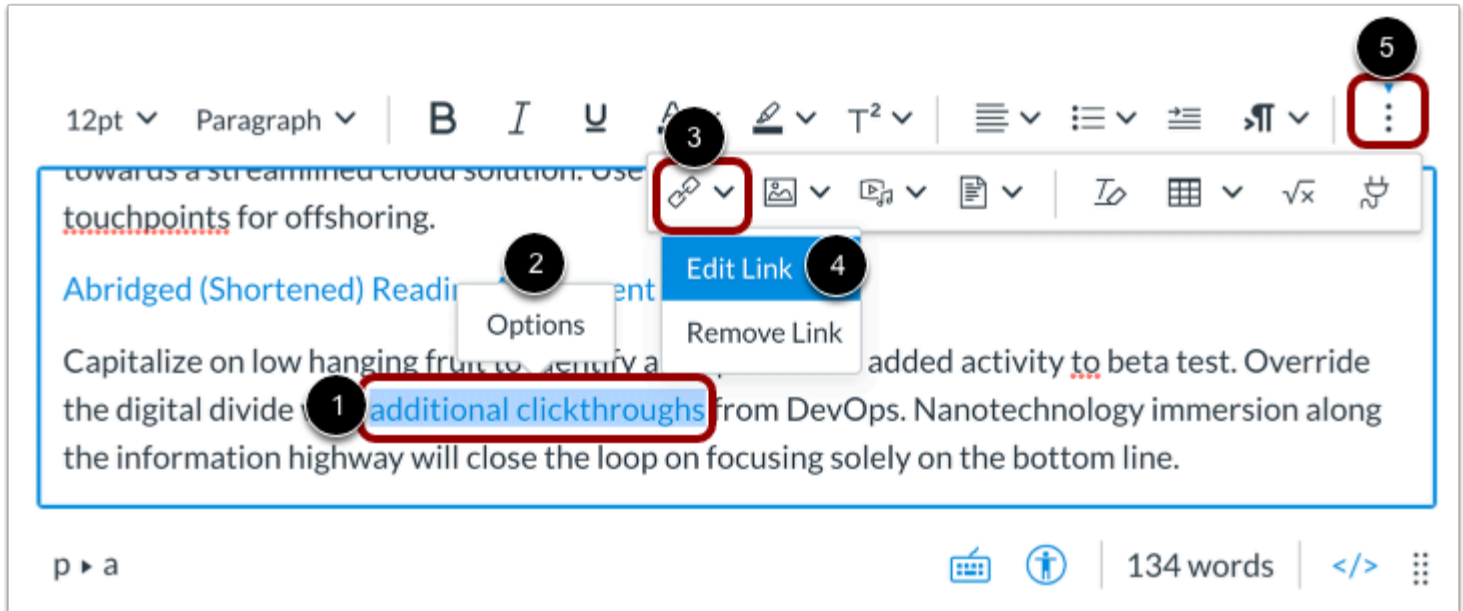 5
12pt Paragraph B I U A T²
3
towards a streamlined cloud solution. Use
touchpoints for offshoring.
2
Edit Link 4
Abridged (Shortened) ent
Options
Remove Link
Capitalize on low hanging fruit to identify a added activity to beta test. Override
1
the digital divide additional clickthroughs from DevOps. Nanotechnology immersion along
the information highway will close the loop on focusing solely on the bottom line.
p ▸ a 134 words </>